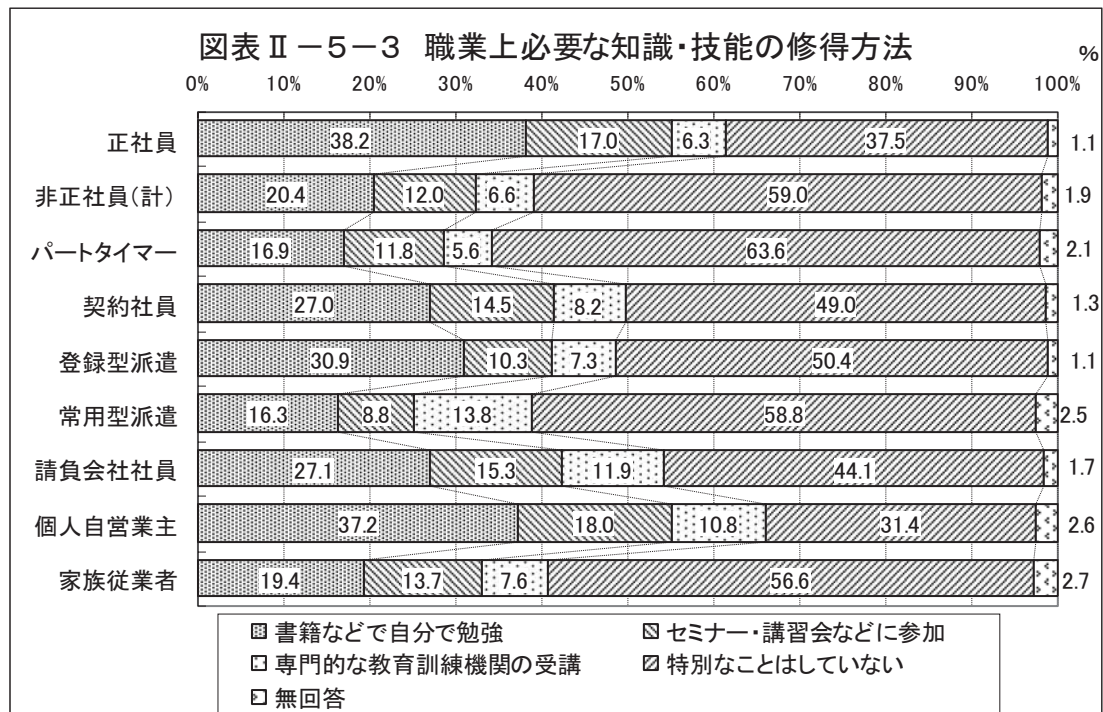 図表Ⅱ－５－３ 職業上必要な知識・技能の修得方法
%
0% 10% 20% 30% 40% 50% 60% 70% 80% 90% 100%
正社員 38.2 17.0 6.3 37.5 1.1
非正社員(計) 20.4 12.0 6.6 59.0 1.9
パートタイマー 16.9 11.8 5.6 63.6 2.1
契約社員 27.0 14.5 8.2 49.0 1.3
登録型派遣 30.9 10.3 7.3 50.4 1.1
常用型派遣 16.3 8.8 13.8 58.8 2.5
請負会社社員 27.1 15.3 11.9 44.1 1.7
個人自営業主 37.2 18.0 10.8 31.4 2.6
家族従業者 19.4 13.7 7.6 56.6 2.7
書籍などで自分で勉強 セミナー・講習会などに参加
専門的な教育訓練機関の受講 特別なことはしていない
無回答